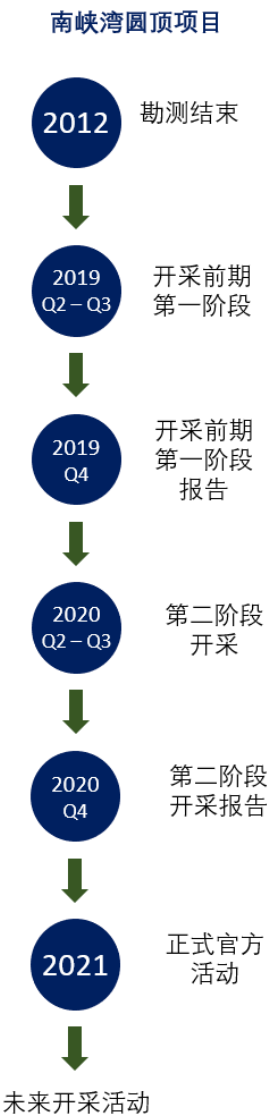 南峡湾圆顶项目
2012
勘测结束
2019
Q2 – Q3
开采前期
第一阶段
2019
Q4
开采前期
第一阶段
报告
2020
Q2 – Q3
第二阶段
开采
2020
Q4
第二阶段
开采报告
2021
正式官方
活动
未来开采活动